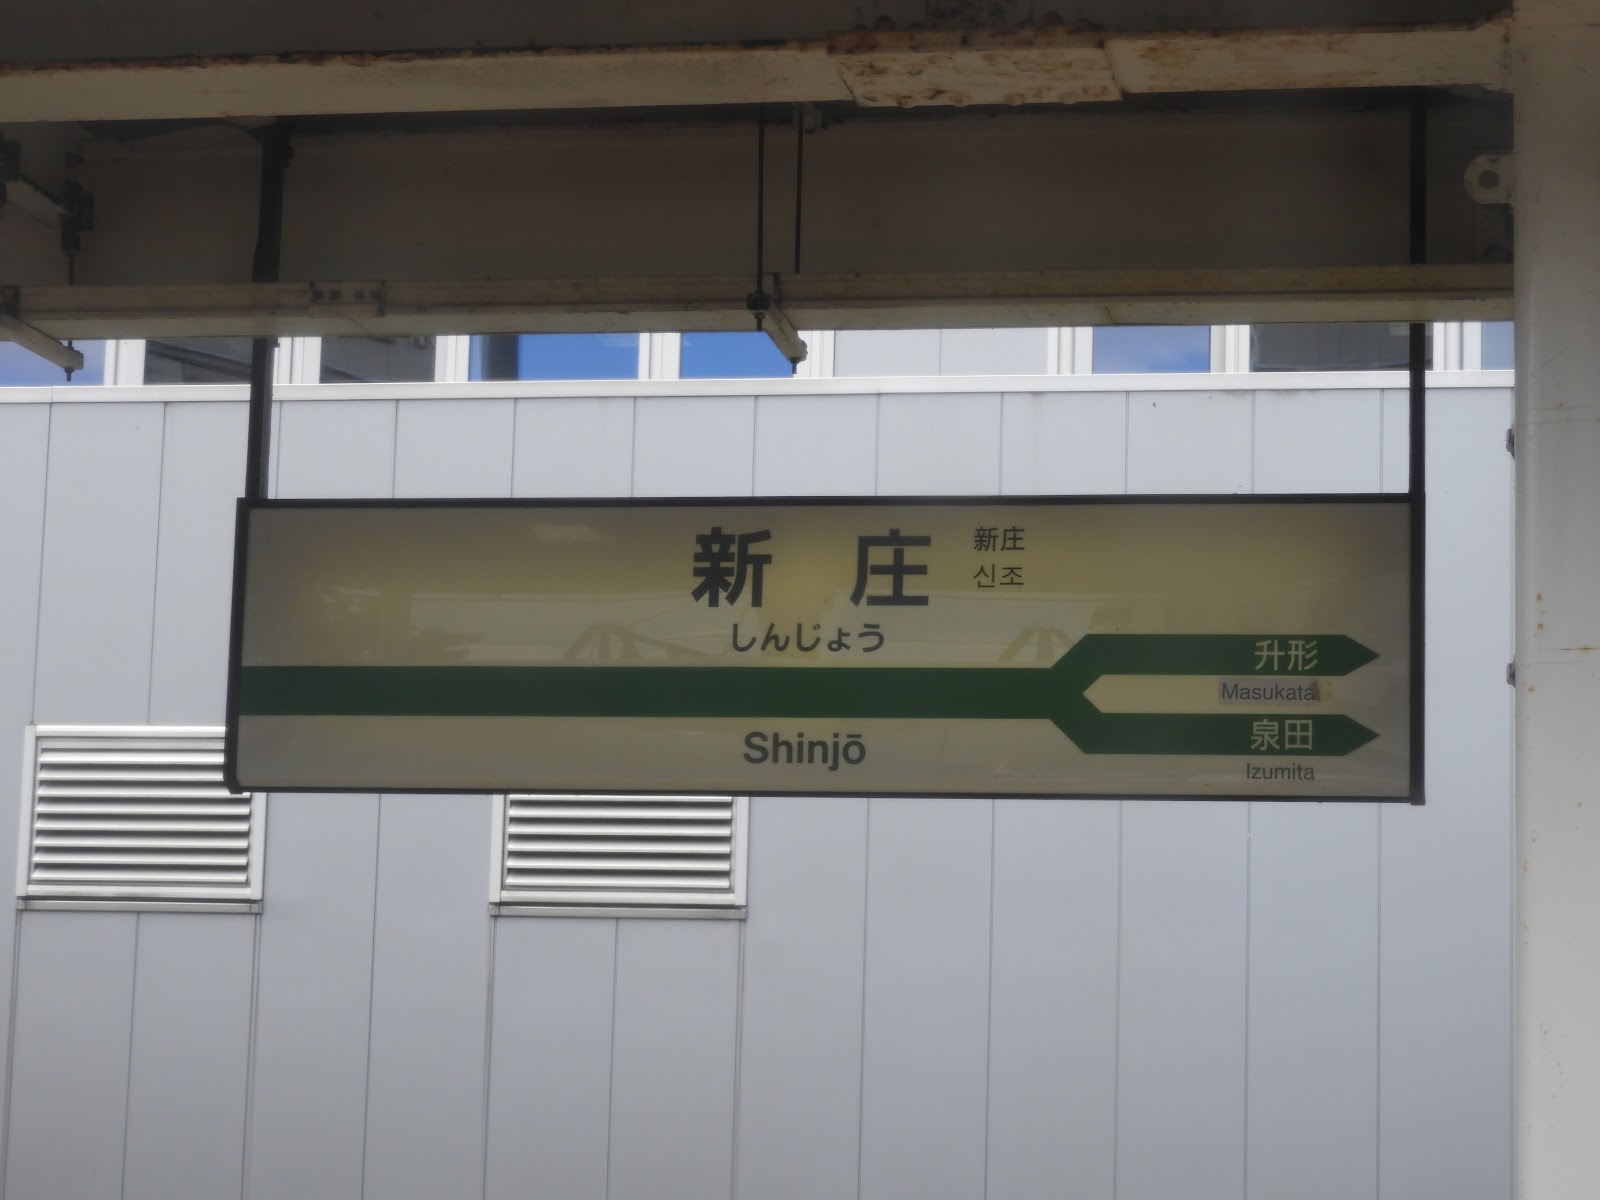 新庄
新庄
신조
しんじょう
升形
Masukata
泉田
Shinjō
Izumita